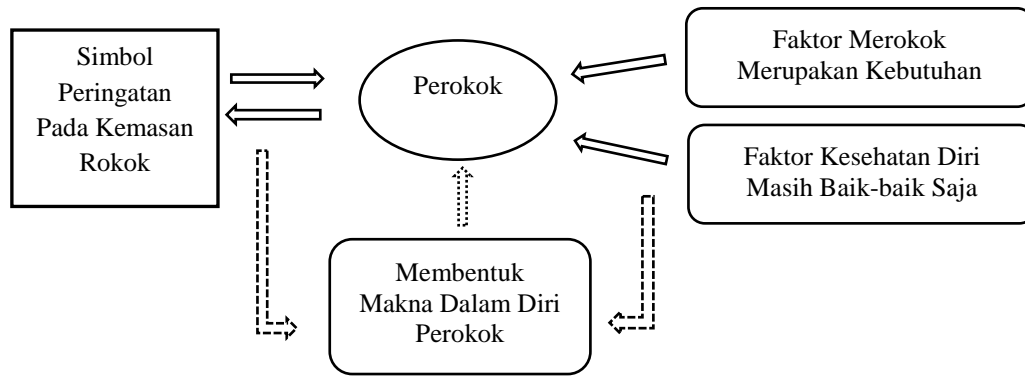 Simbol
Peringatan
Pada Kemasan
Rokok
Perokok
Faktor Merokok
Merupakan Kebutuhan
Faktor Kesehatan Diri
Masih Baik-baik Saja
Membentuk
Makna Dalam Diri
Perokok